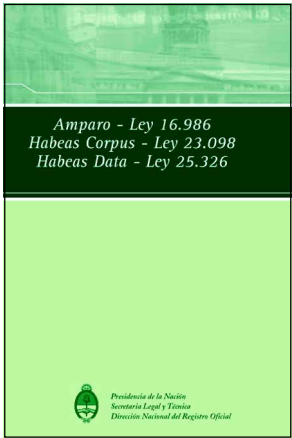 Amparo - Ley 16.986
Habeas Corpus - Ley 23.098
Habeas Data - Ley 25.326
Presidencia de la Nación
Secretaría Legal y Técnica
Dirección Nacional del Registro Oficial